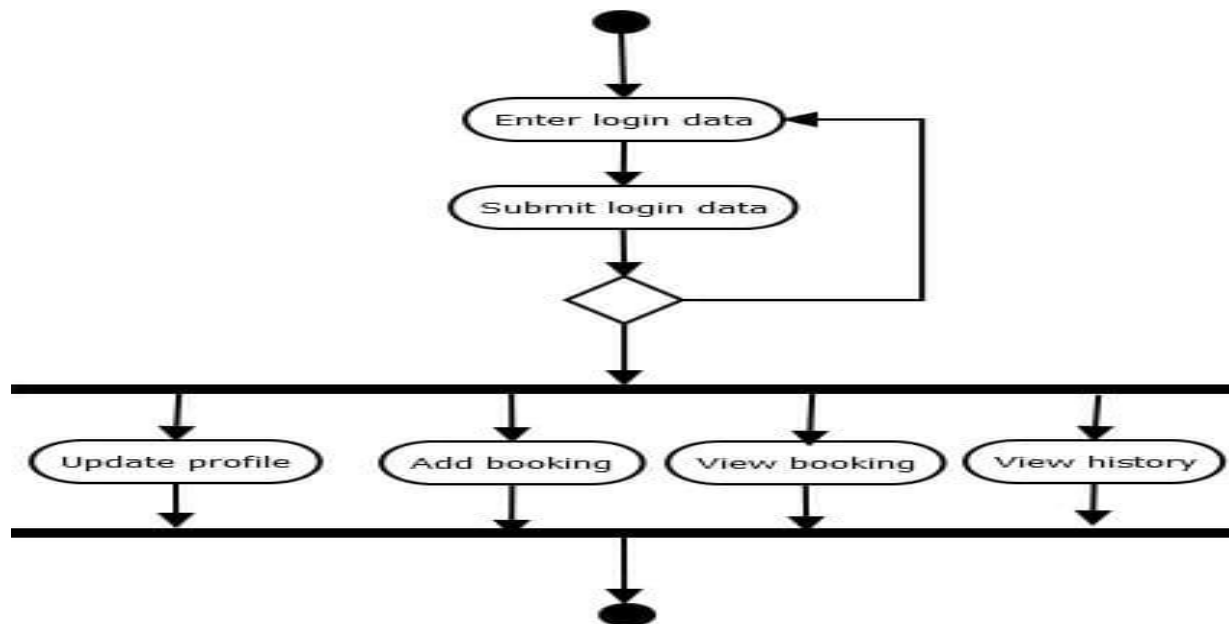 Enter login data
Submit login data
Update profile
Add booking
View booking
View history